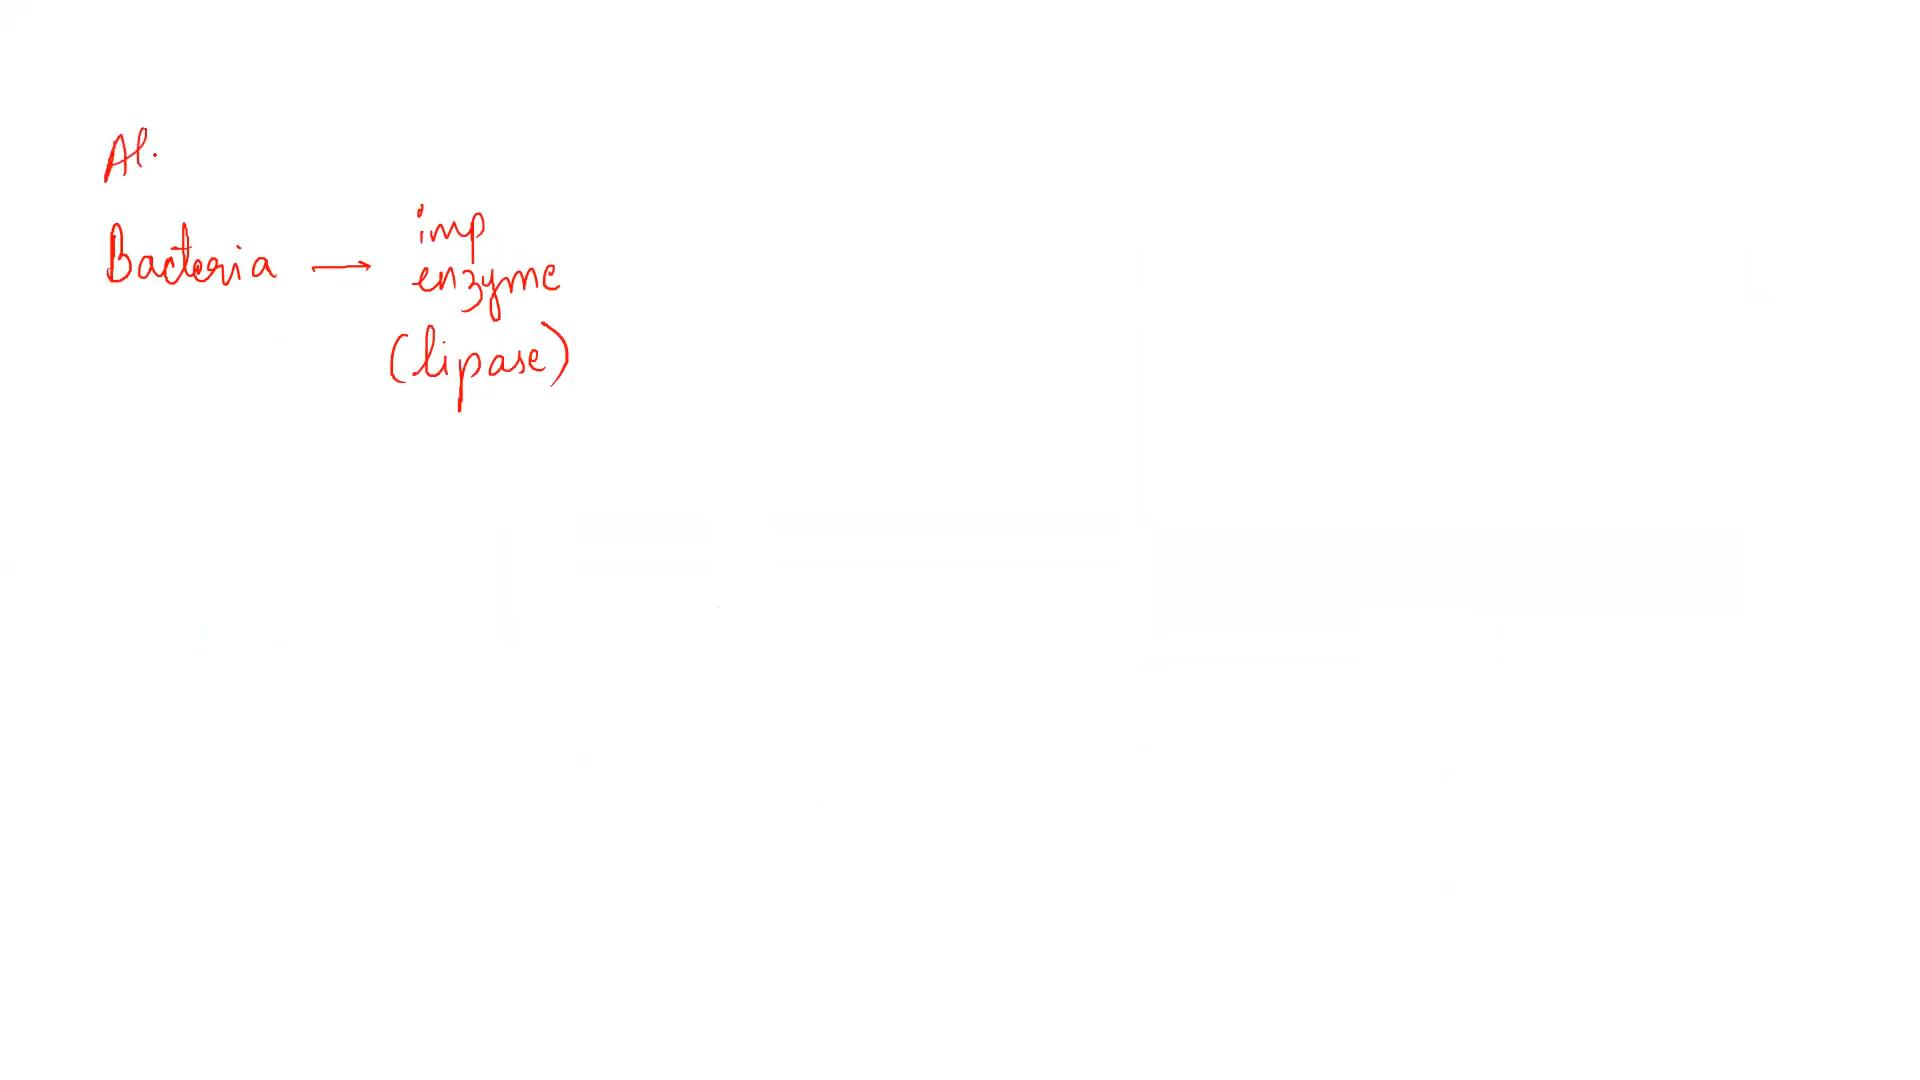 Al.
Bacteria → imp
enzyme
(lipase)